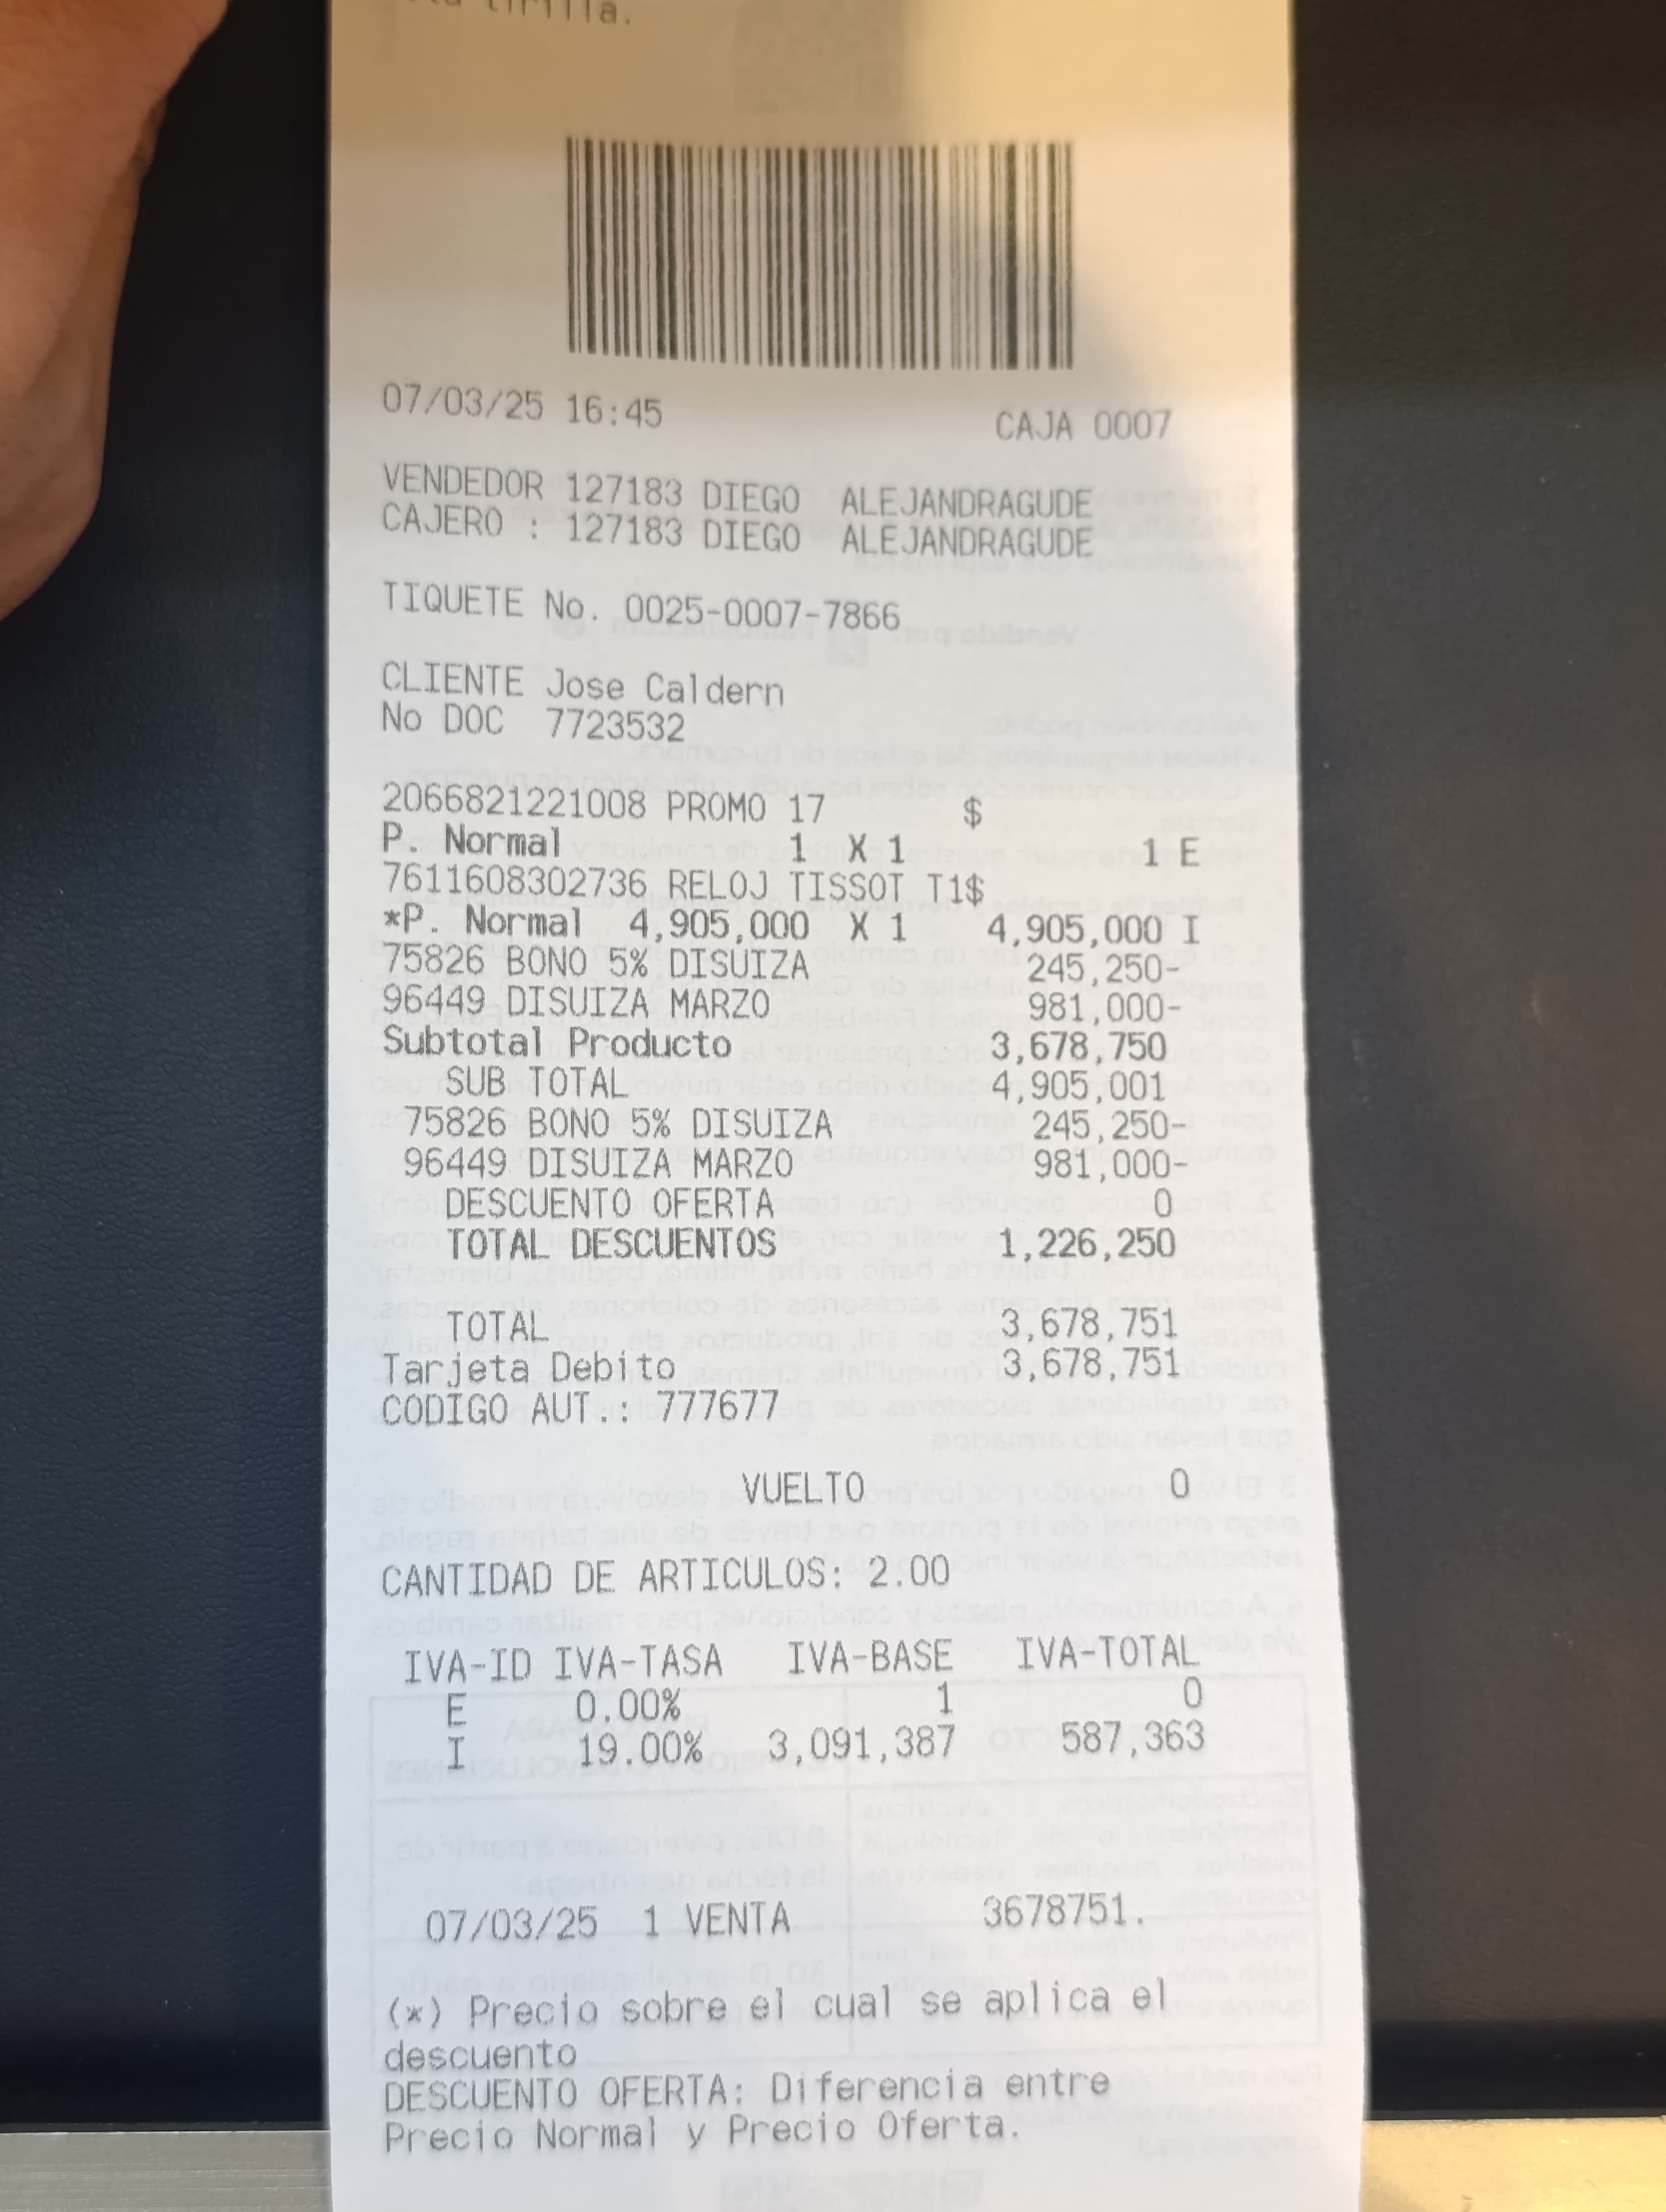 tirilla.
07/03/25 16:45 CAJA 0007
VENDEDOR 127183 DIEGO ALEJANDRAGUDE
CAJERO : 127183 DIEGO ALEJANDRAGUDE
TIQUETE No. 0025-0007-7866
CLIENTE Jose Caldern
No DOC 7723532
2066821221008 PROMO 17 $
P. Normal 1 X 1 1 E
7611608302736 RELOJ TISSOT T1$
*P. Normal 4,905,000 X 1 4,905,000 I
75826 BONO 5% DISUIZA 245,250-
96449 DISUIZA MARZO 981,000-
Subtotal Producto 3,678,750
SUB TOTAL 4,905,001
75826 BONO 5% DISUIZA 245,250-
96449 DISUIZA MARZO 981,000-
DESCUENTO OFERTA 0
TOTAL DESCUENTOS 1,226,250
TOTAL 3,678,751
Tarjeta Debito 3,678,751
CODIGO AUT.: 777677
VUELTO 0
CANTIDAD DE ARTICULOS: 2.00
IVA-ID IVA-TASA IVA-BASE IVA-TOTAL
E 0.00% 1 0
I 19.00% 3,091,387 587,363
07/03/25 1 VENTA 3678751.
(*) Precio sobre el cual se aplica el
descuento
DESCUENTO OFERTA: Diferencia entre
Precio Normal y Precio Oferta.